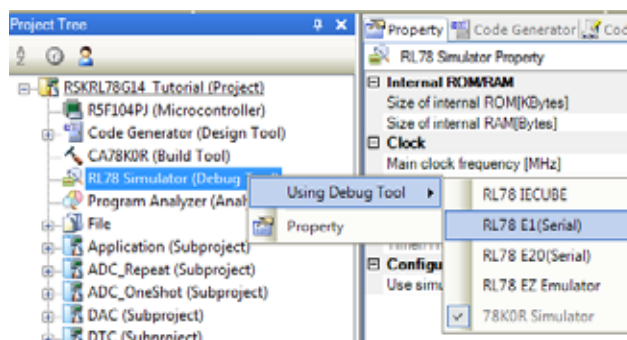 Project Tree
Property
Code Generator
RL78 Simulator Property
RSKRL78G14_Tutorial (Project)
R5F104PJ (Microcontroller)
Code Generator (Design Tool)
CA78K0R (Build Tool)
RL78 Simulator (Debug
Program Analyzer
File
Application (Subproject)
ADC_Repeat (Subproject)
ADC_OneShot (Subproject)
DAC (Subproject)
DTC (Subproject)
Internal ROM/RAM
Size of internal ROM[KBytes]
Size of internal RAM[Bytes]
Clock
Main clock frequency [MHz]
Use
Using Debug Tool
Property
RL78 IECUBE
RL78 E1(Serial)
RL78 E20(Serial)
RL78 EZ Emulator
78K0R Simulator